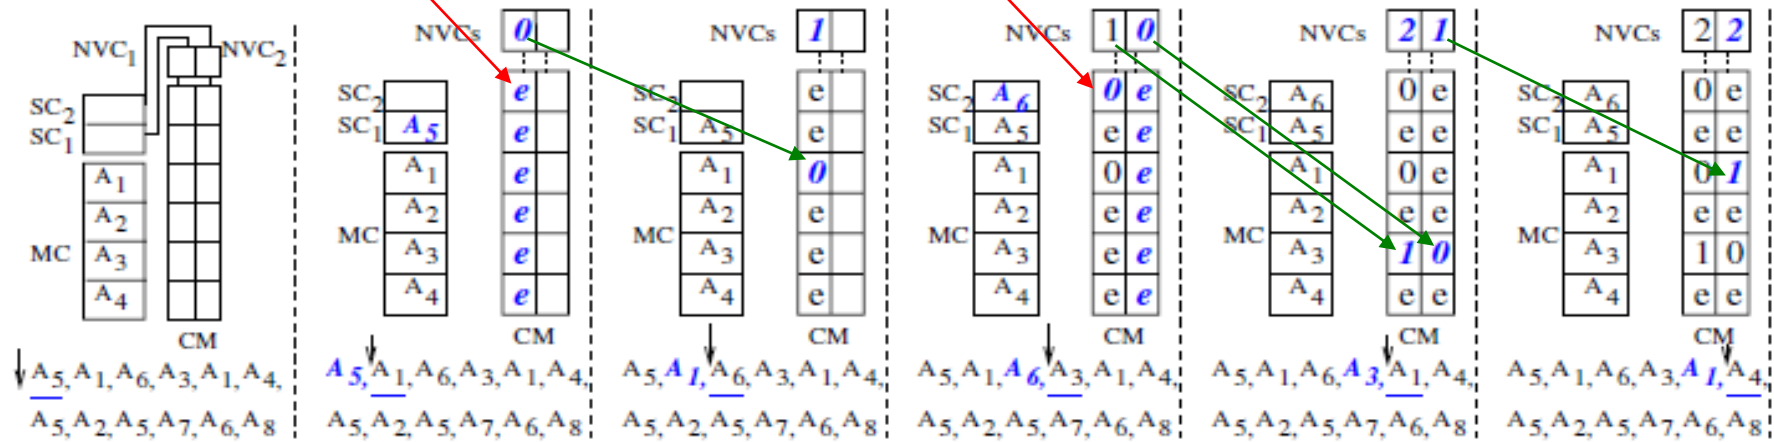 NVC1 NVC2
SC2
SC1
A1
A2
MC A3
A4
CM
A5, A1, A6, A3, A1, A4,
A5, A2, A5, A7, A6, A8
NVCs 0
SC2 e
SC1 A5 e
A1 e
A2 e
MC A3 e
A4 e
CM
A5, A1, A6, A3, A1, A4,
A5, A2, A5, A7, A6, A8
NVCs 1
SC2 e
SC1 A5 e
A1 0
A2 e
MC A3 e
A4 e
CM
A5, A1, A6, A3, A1, A4,
A5, A2, A5, A7, A6, A8
NVCs 1 0
SC2 A6 0 e
SC1 A5 e e
A1 0 e
A2 e e
MC A3 e e
A4 e e
CM
A5, A1, A6, A3, A1, A4,
A5, A2, A5, A7, A6, A8
NVCs 2 1
SC2 A6 0 e
SC1 A5 e e
A1 0 e
A2 e e
MC A3 1 0
A4 e e
CM
A5, A1, A6, A3, A1, A4,
A5, A2, A5, A7, A6, A8
NVCs 2 2
SC2 A6 0 e
SC1 A5 e e
A1 0 1
A2 e e
MC A3 1 0
A4 e e
CM
A5, A1, A6, A3, A1, A4,
A5, A2, A5, A7, A6, A8